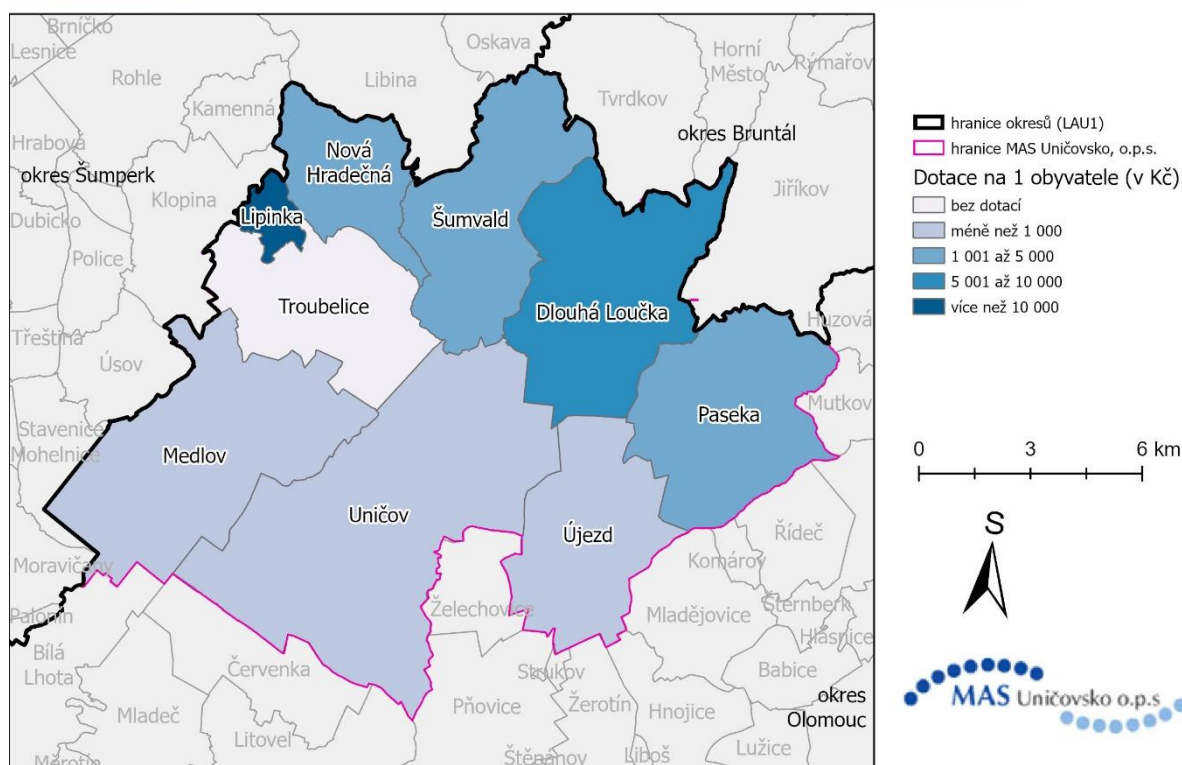 Brníčko
Lesnice
Rohle
Kamenná
Hrabová
okres Šumperk
Klopina
Dubicko
Police
Třeština
Úsov
Stavenice
Mohelnice
Moravičany
Palonín
Bílá
Lhota
Měrotín
Mladeč
Litovel
Červenka
Oskava
Libina
Tvrdkov
Horní
Město
Rýmařov
okres Bruntál
Jiříkov
Huzová
Mutkov
Nová
Hradečná
Lipinka
Šumvald
Troubelice
Dlouhá Loučka
Paseka
Medlov
Uničov
Újezd
Želechovice
Komárov
Řídeč
Mladějovice
Šternberk
Hlásnice
Babice
Strukov
Pňovice
Žerotín
Hnojice
okres
Olomouc
Štěpánov
Liboš
Lužice
hranice okresů (LAU1)
hranice MAS Uničovsko, o.p.s.
Dotace na 1 obyvatele (v Kč)
bez dotací
méně než 1 000
1 001 až 5 000
5 001 až 10 000
více než 10 000
0 3 6 km
S
MAS Uničovsko o.p.s